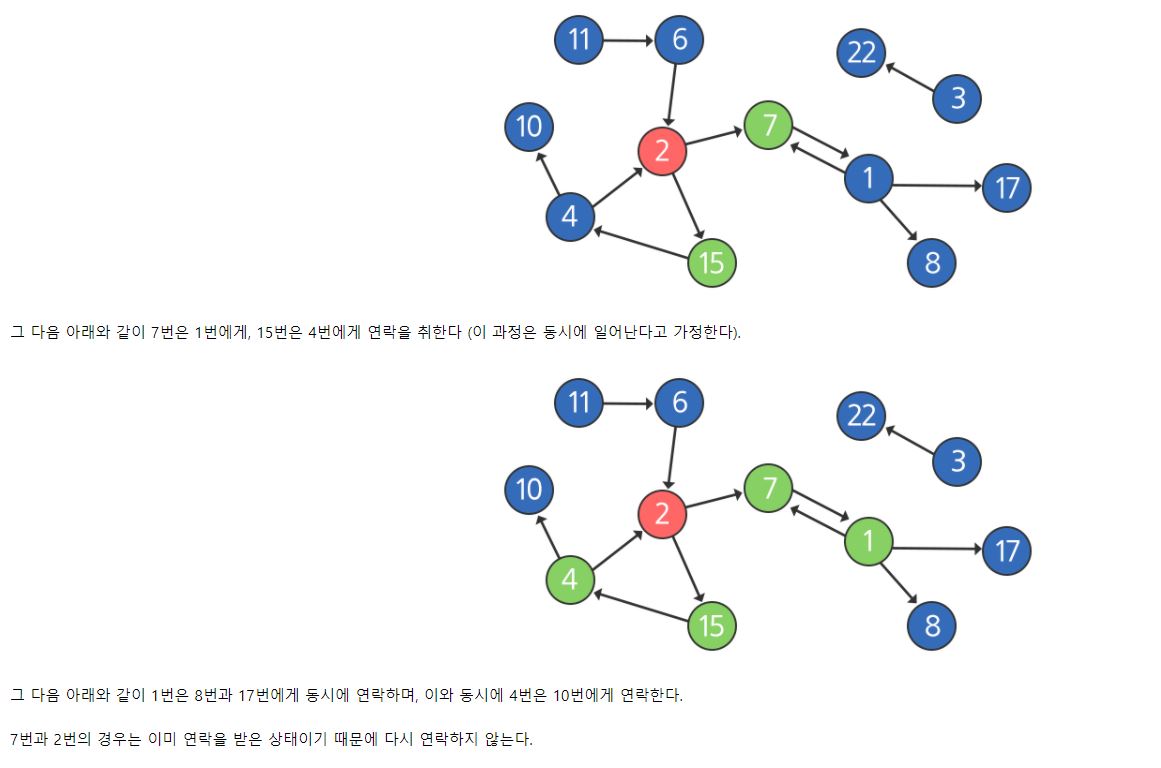 11 6 22
3
10 2 7
1 17
4
15 8
그 다음 아래와 같이 7번은 1번에게, 15번은 4번에게 연락을 취한다 (이 과정은 동시에 일어난다고 가정한다).
11 6 22
3
10 2 7
1 17
4
15 8
그 다음 아래와 같이 1번은 8번과 17번에게 동시에 연락하며, 이와 동시에 4번은 10번에게 연락한다.
7번과 2번의 경우는 이미 연락을 받은 상태이기 때문에 다시 연락하지 않는다.